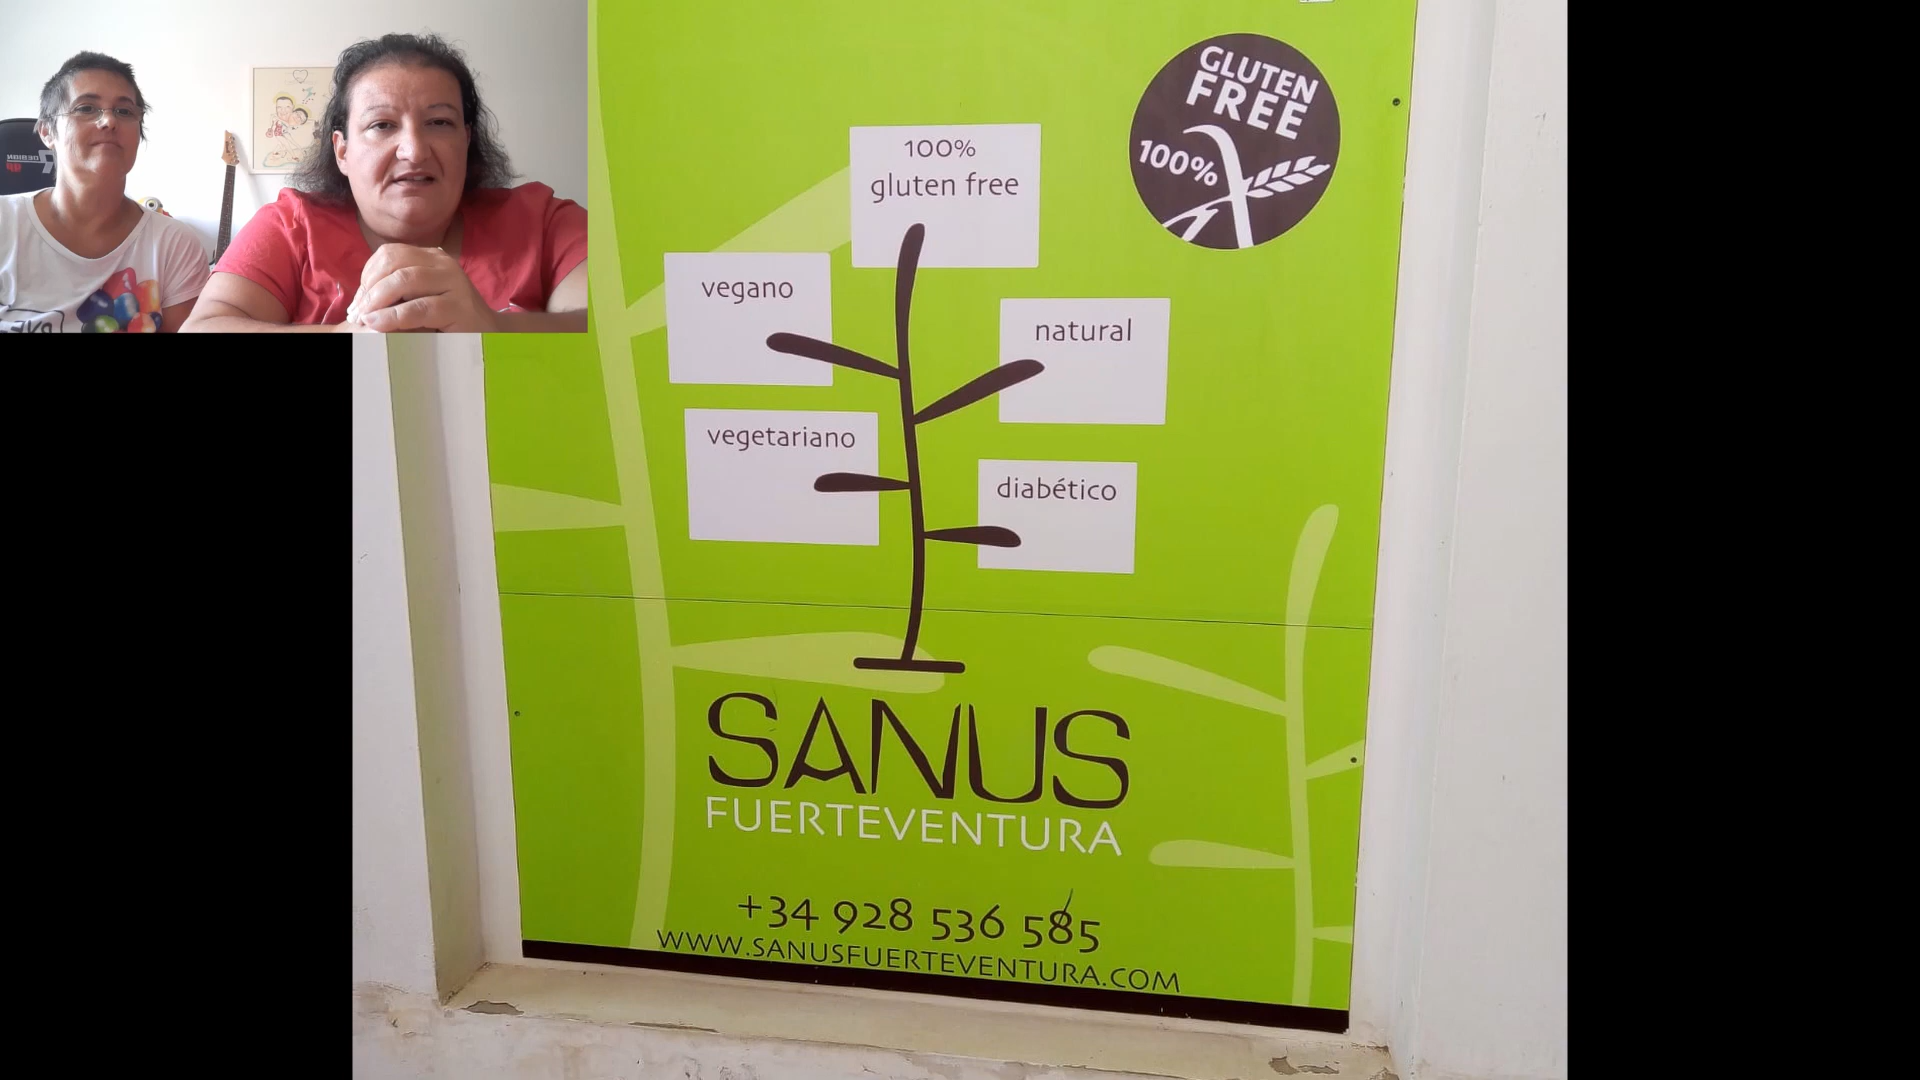 GLUTEN
FREE
100%
100%
gluten free
vegano
natural
vegetariano
diabético
SANUS
FUERTEVENTURA
+34 928 536 585
WWW.SANUSFUERTEVENTURA.COM